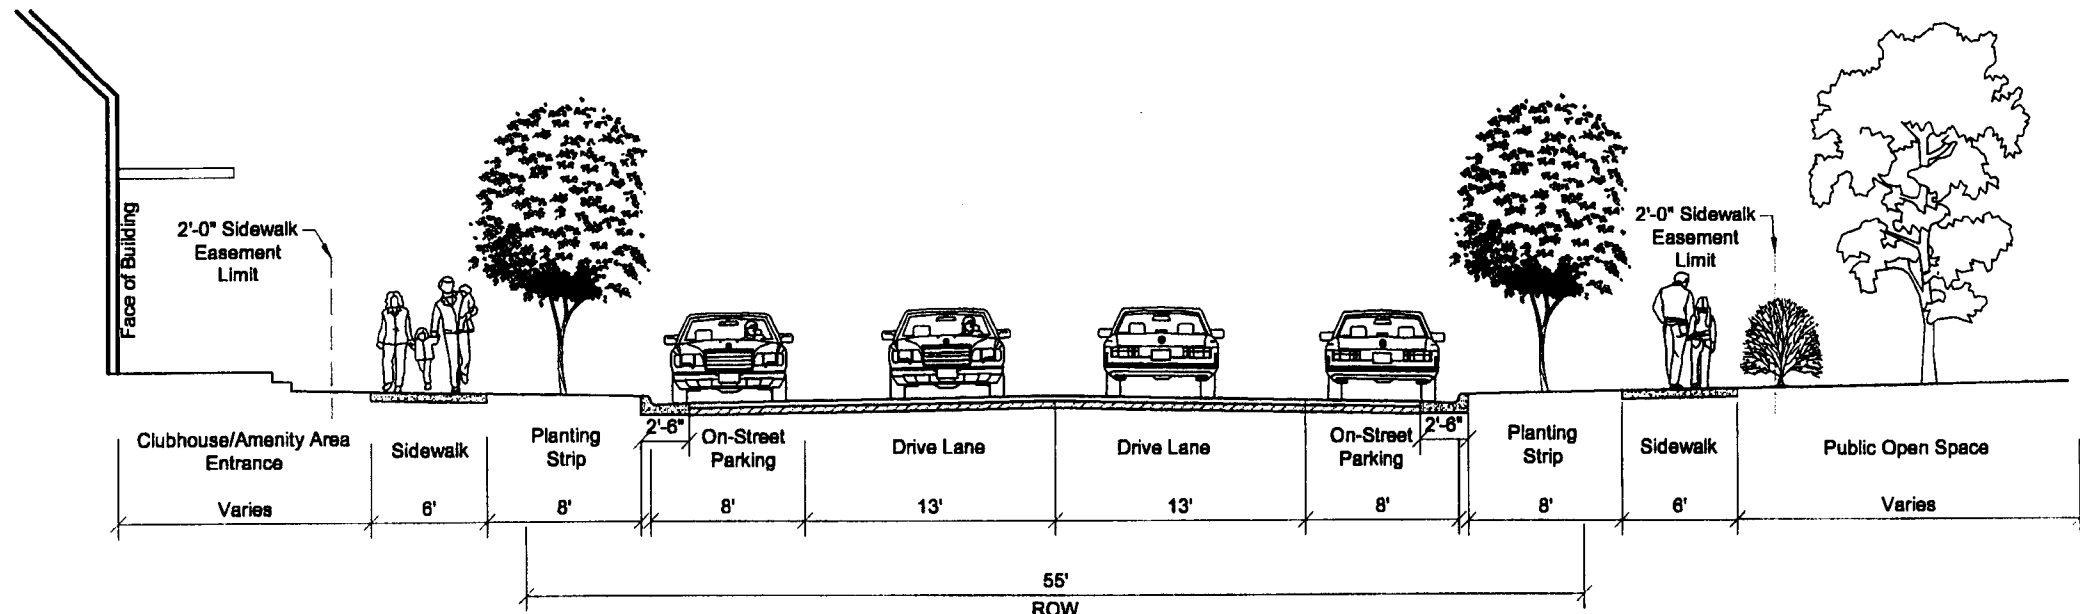 Face of Building
2'-0" Sidewalk
Easement
Limit
2'-0" Sidewalk
Easement
Limit
Clubhouse/Amenity Area
Entrance
Varies
Sidewalk
6'
Planting
Strip
8'
2'-6"
On-Street
Parking
8'
Drive Lane
13'
Drive Lane
13'
On-Street
Parking
8'
2'-6"
Planting
Strip
8'
Sidewalk
6'
Public Open Space
Varies
55'
ROW